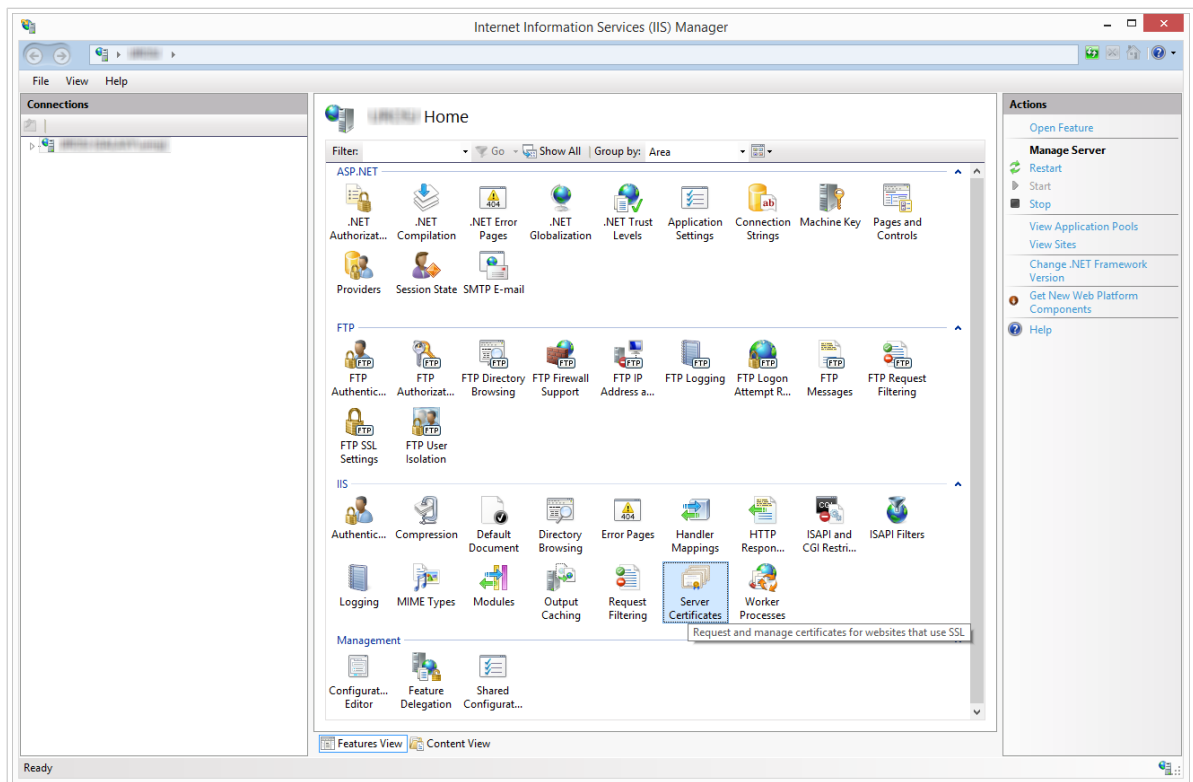 Internet Information Services (IIS) Manager
File View Help
Connections
Home
Filter: Go Show All Group by: Area
ASP.NET
.NET Authorizat...
.NET Compilation
.NET Error Pages
.NET Globalization
.NET Trust Levels
Application Settings
Connection Strings
Machine Key
Pages and Controls
Providers
Session State
SMTP E-mail
FTP
FTP Authentic...
FTP Authorizat...
FTP Directory Browsing
FTP Firewall Support
FTP IP Address a...
FTP Logging
FTP Logon Attempt R...
FTP Messages
FTP Request Filtering
FTP SSL Settings
FTP User Isolation
IIS
Authentic...
Compression
Default Document
Directory Browsing
Error Pages
Handler Mappings
HTTP Respon...
ISAPI and CGI Restri...
ISAPI Filters
Logging
MIME Types
Modules
Output Caching
Request Filtering
Server Certificates
Worker Processes
Request and manage certificates for websites that use SSL
Management
Configurat... Editor
Feature Delegation
Shared Configurat...
Features View
Content View
Actions
Open Feature
Manage Server
Restart
Start
Stop
View Application Pools
View Sites
Change .NET Framework
Version
Get New Web Platform
Components
Help
Ready